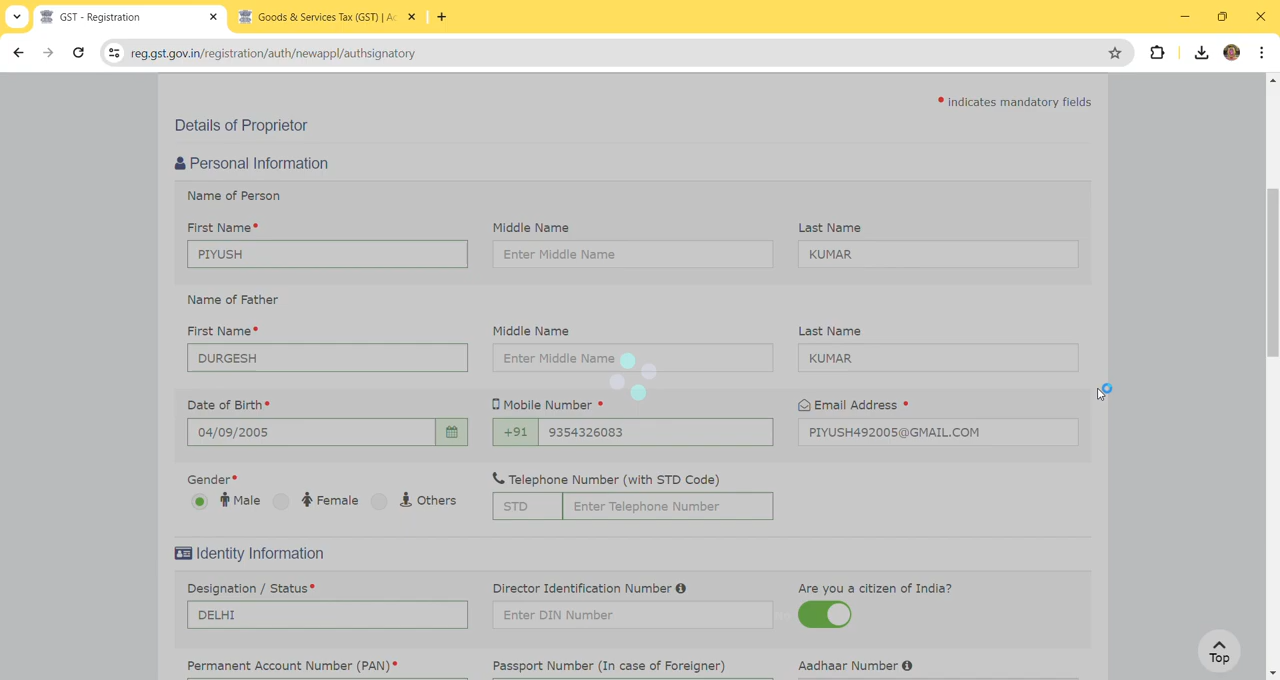 GST - Registration
Goods & Services Tax (GST) | Ac
reg.gst.gov.in/registration/auth/newappl/authsignatory
• indicates mandatory fields
Details of Proprietor
Personal Information
Name of Person
First Name• Middle Name Last Name
PIYUSH Enter Middle Name KUMAR
Name of Father
First Name• Middle Name Last Name
DURGESH Enter Middle Name KUMAR
Date of Birth• Mobile Number • Email Address •
04/09/2005 +91 9354326083 PIYUSH492005@GMAIL.COM
Gender• Telephone Number (with STD Code)
Male Female Others STD Enter Telephone Number
Identity Information
Designation / Status• Director Identification Number Are you a citizen of India?
DELHI Enter DIN Number
Permanent Account Number (PAN)• Passport Number (In case of Foreigner) Aadhaar Number
Top